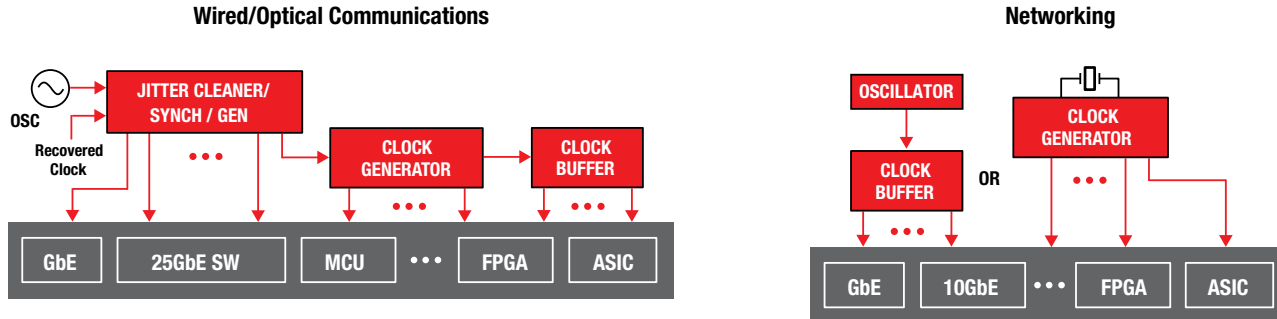 Wired/Optical Communications
OSC
Recovered
Clock
JITTER CLEANER/
SYNCH / GEN
CLOCK
GENERATOR
CLOCK
BUFFER
GbE
25GbE SW
MCU
FPGA
ASIC
Networking
OSCILLATOR
CLOCK
BUFFER
OR
CLOCK
GENERATOR
GbE
10GbE
FPGA
ASIC